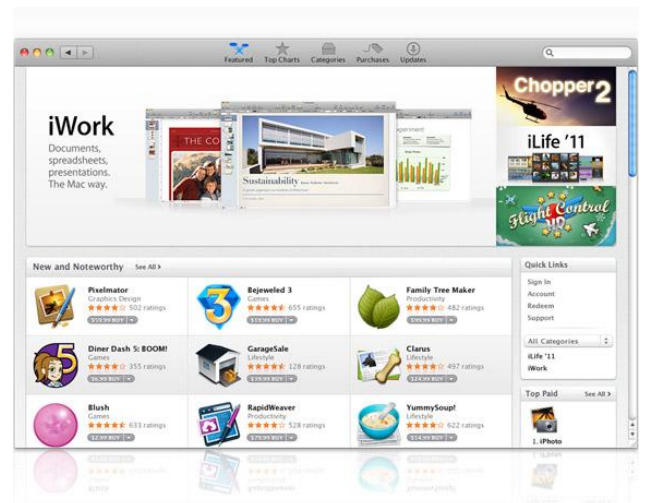 Featured
Top Charts
Categories
Purchases
Updates
iWork
Documents,
spreadsheets,
presentations.
The Mac way.
THE CO
Sustainability
Chopper 2
iLife '11
Flight Control
HD
New and Noteworthy See All >
Pixelmator
Graphics Design
502 ratings
$59.99 BUY
Bejeweled 3
Games
655 ratings
$19.99 BUY
Family Tree Maker
Productivity
482 ratings
$99.99 BUY
Diner Dash 5: BOOM!
Games
355 ratings
$6.99 BUY
GarageSale
Lifestyle
128 ratings
$39.99 BUY
Clarus
Lifestyle
497 ratings
$24.99 BUY
Blush
Games
633 ratings
$2.99 BUY
RapidWeaver
Productivity
528 ratings
$79.99 BUY
YummySoup!
Lifestyle
622 ratings
$14.99 BUY
Quick Links
Sign In
Account
Redeem
Support
All Categories
iLife '11
iWork
Top Paid See All >
1. iPhoto